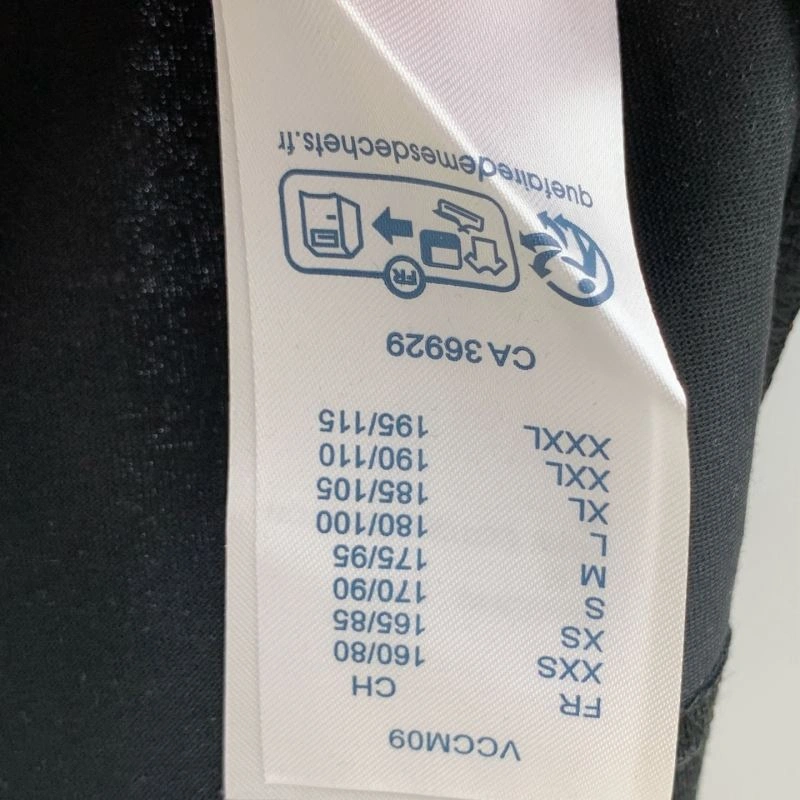 VCCM09
FR CH
XXS 160/80
XS 165/85
S 170/90
M 175/95
L 180/100
XL 185/105
XXL 190/110
XXXL 195/115
CA 36929
FR
quefairedemesdechets.fr